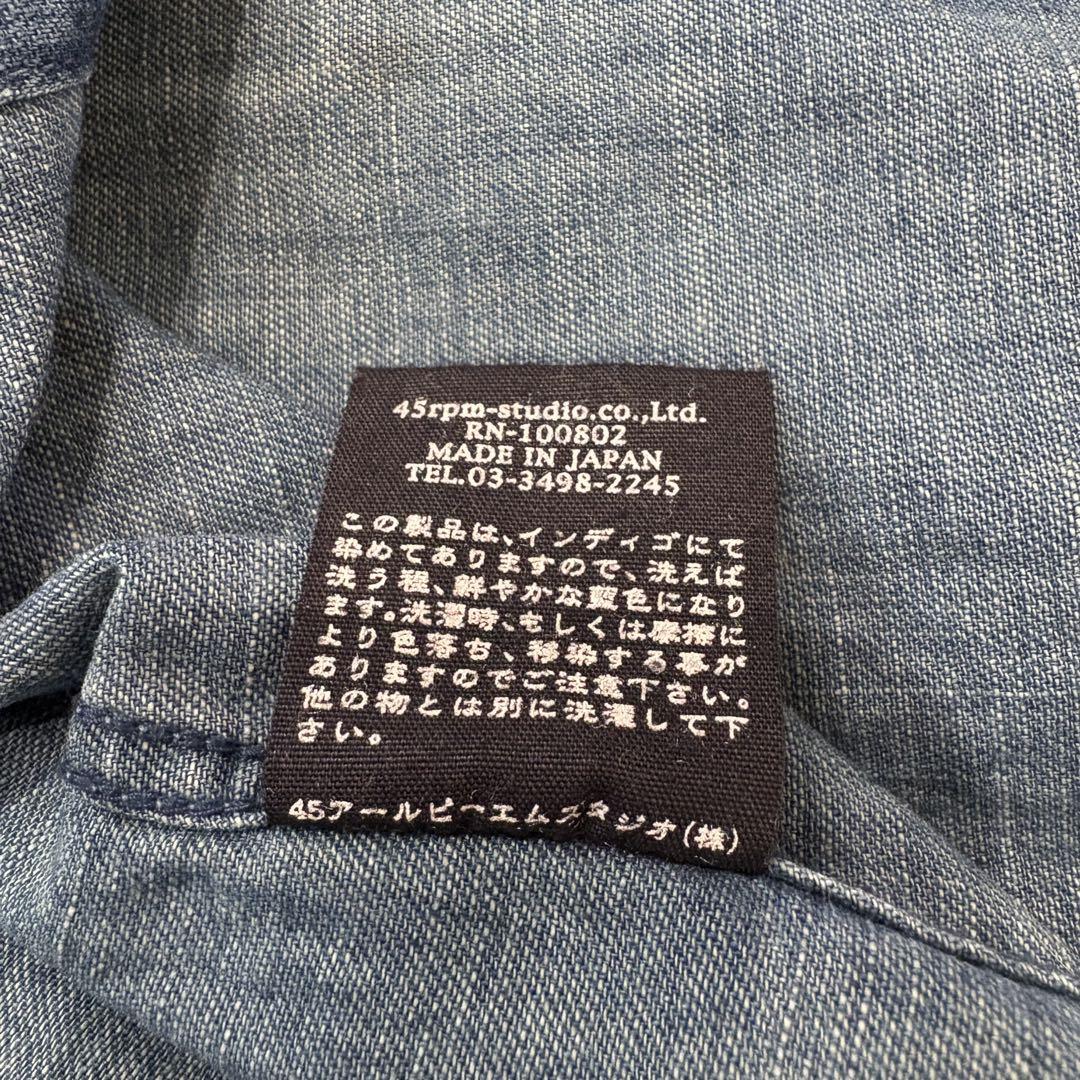 45rpm-studio.co.,Ltd.
RN-100802
MADE IN JAPAN
TEL.03-3498-2245
この製品は、インディゴにて
染めてありますので、洗えば
洗う程、鮮やかな藍色になり
ます。洗濯時、もしくは摩擦に
より色落ち、移染する事が
ありますのでご注意下さい。
他の物とは別に洗濯して下
さい。
45アールピーエムスタジオ(株)